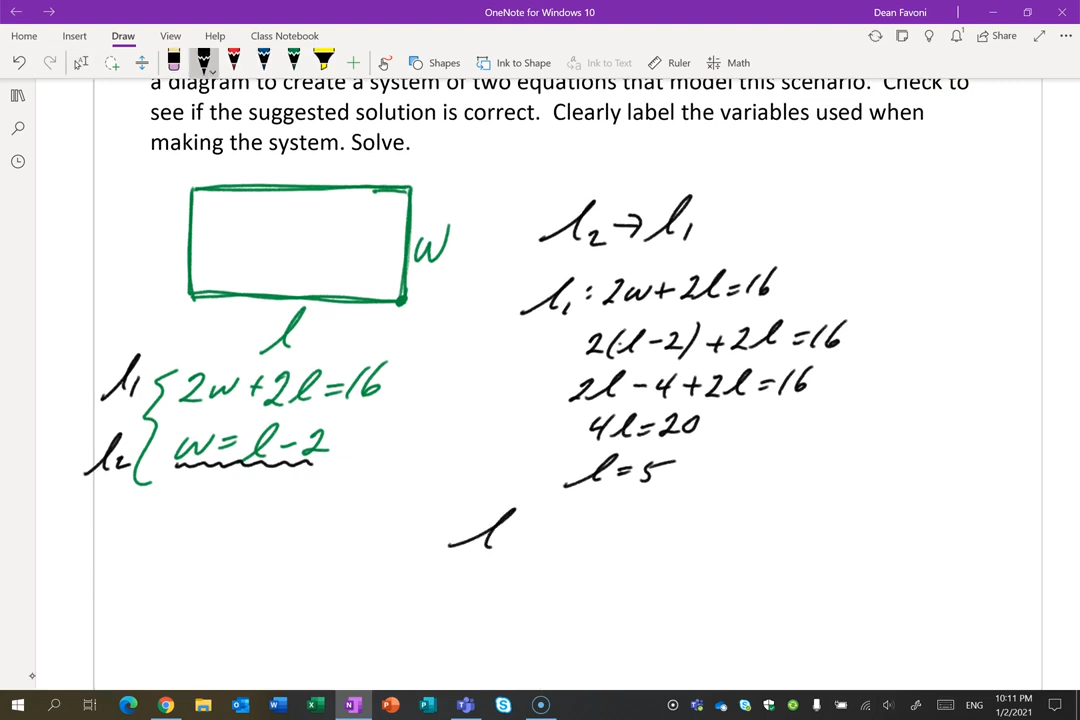 OneNote for Windows 10
Dean Favoni
Home Insert Draw View Help Class Notebook
Share
Shapes Ink to Shape Ink to Text Ruler Math
a diagram to create a system of two equations that model this scenario. Check to
see if the suggested solution is correct. Clearly label the variables used when
making the system. Solve.
w
l
l₁ { 2w + 2l = 16
l₂ { w = l - 2
l₂ → l₁
l₁ : 2w + 2l = 16
2(l - 2) + 2l = 16
2l - 4 + 2l = 16
4l = 20
l = 5
l
ENG
10:11 PM
1/2/2021